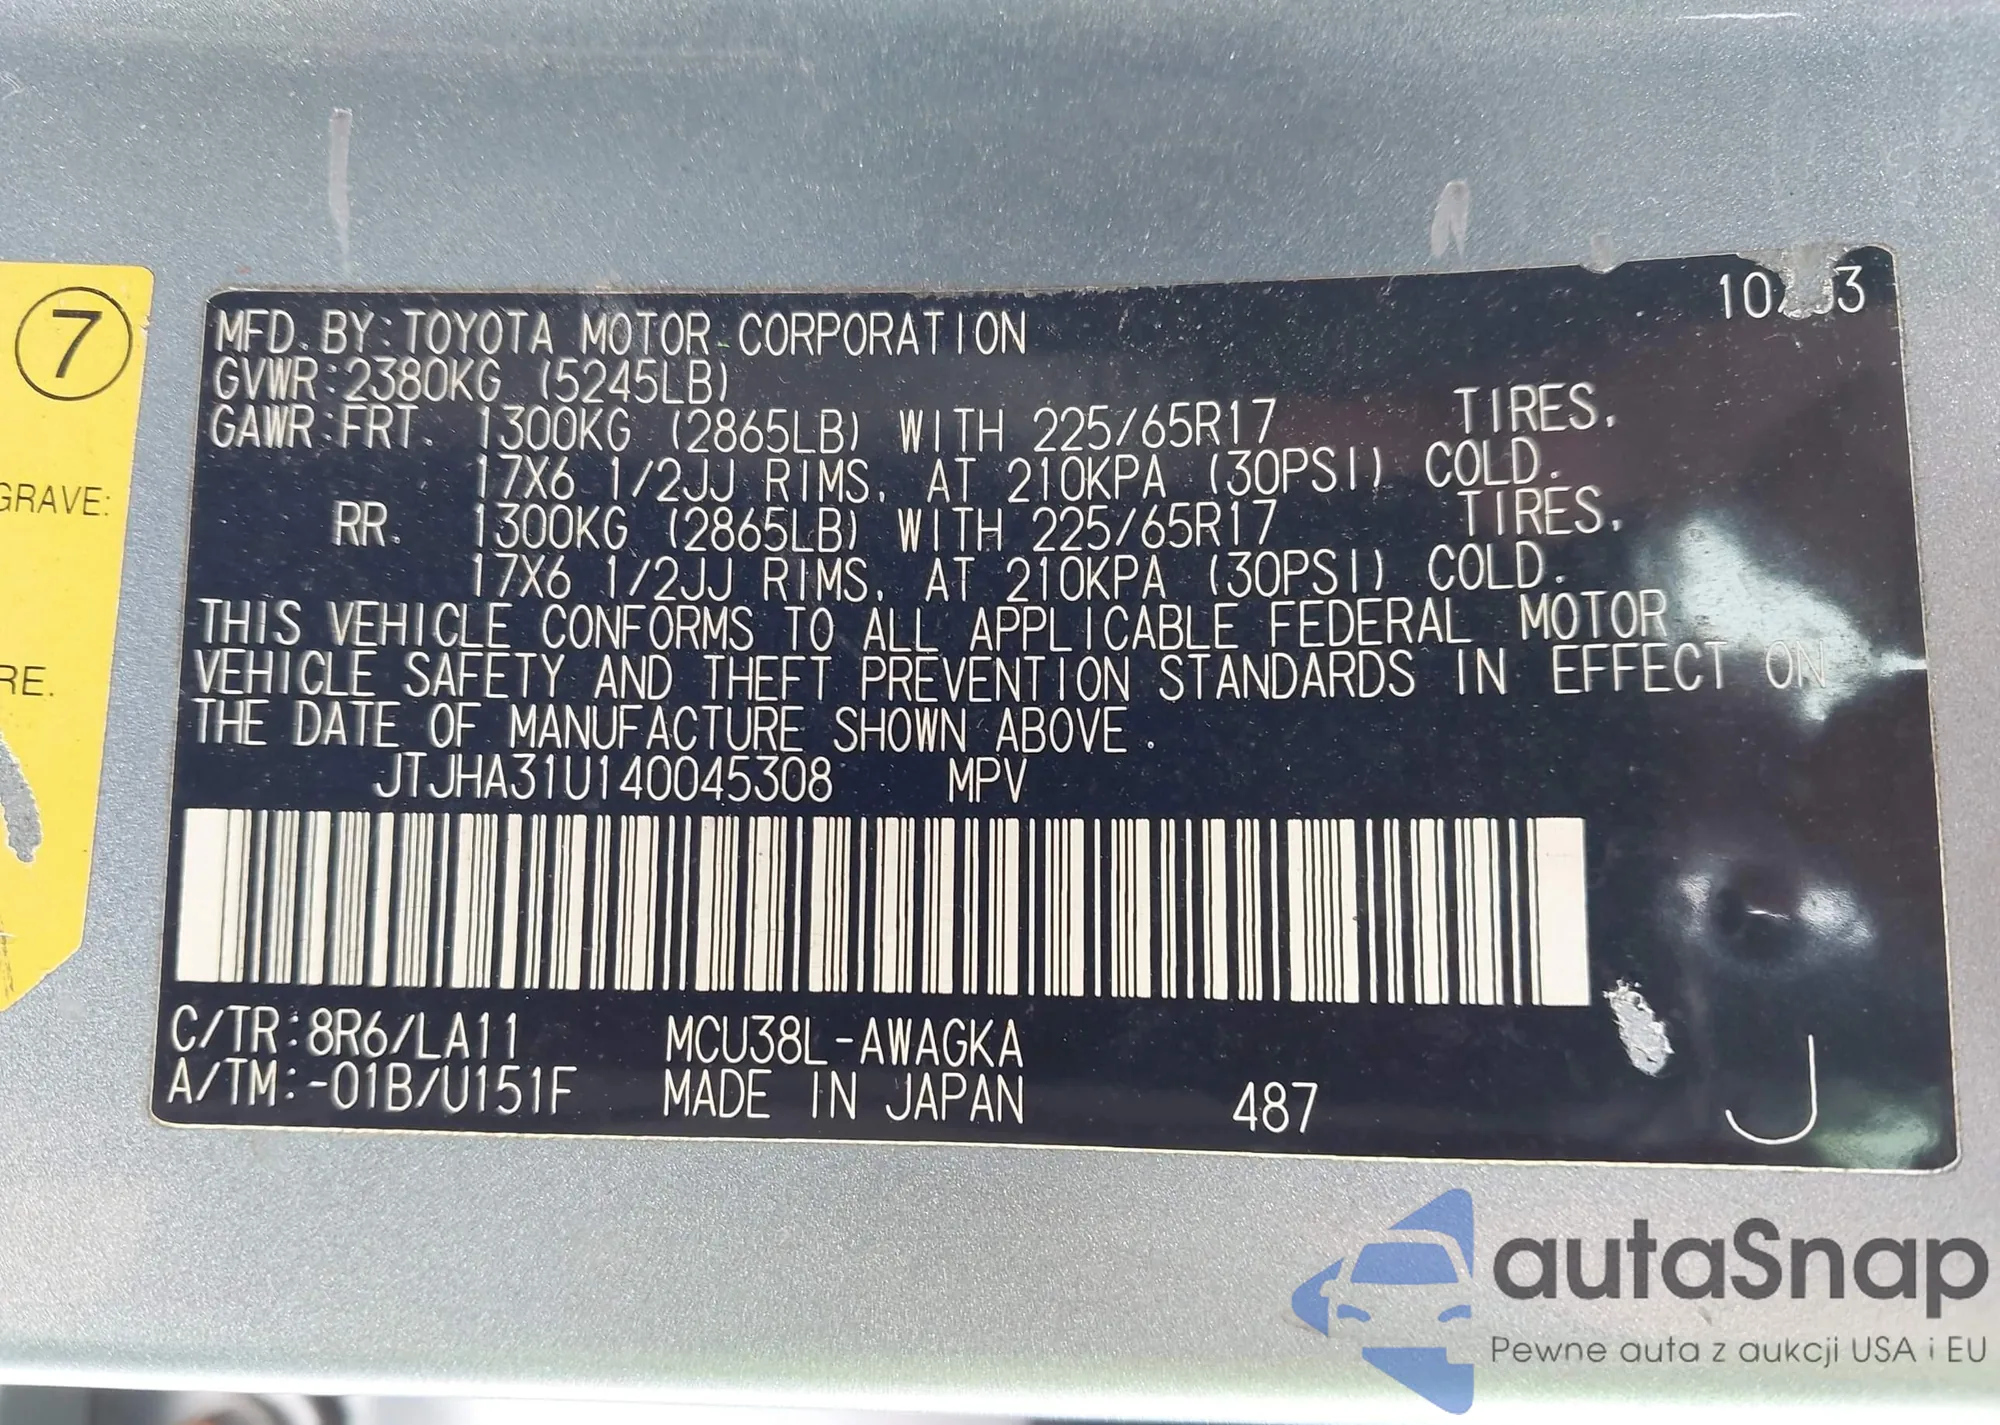 7
GRAVE:
RE.
MFD. BY:TOYOTA MOTOR CORPORATION
GVWR:2380KG (5245LB)
GAWR:FRT. 1300KG (2865LB) WITH 225/65R17 TIRES,
17X6 1/2JJ RIMS, AT 210KPA (30PSI) COLD.
RR. 1300KG (2865LB) WITH 225/65R17 TIRES,
17X6 1/2JJ RIMS, AT 210KPA (30PSI) COLD.
THIS VEHICLE CONFORMS TO ALL APPLICABLE FEDERAL MOTOR
VEHICLE SAFETY AND THEFT PREVENTION STANDARDS IN EFFECT ON
THE DATE OF MANUFACTURE SHOWN ABOVE.
JTJHA31U140045308 MPV
C/TR:8R6/LA11 MCU38L-AWAGKA
A/TM:-01B/U151F MADE IN JAPAN 487 J
autaSnap
Pewne auta z aukcji USA i EU